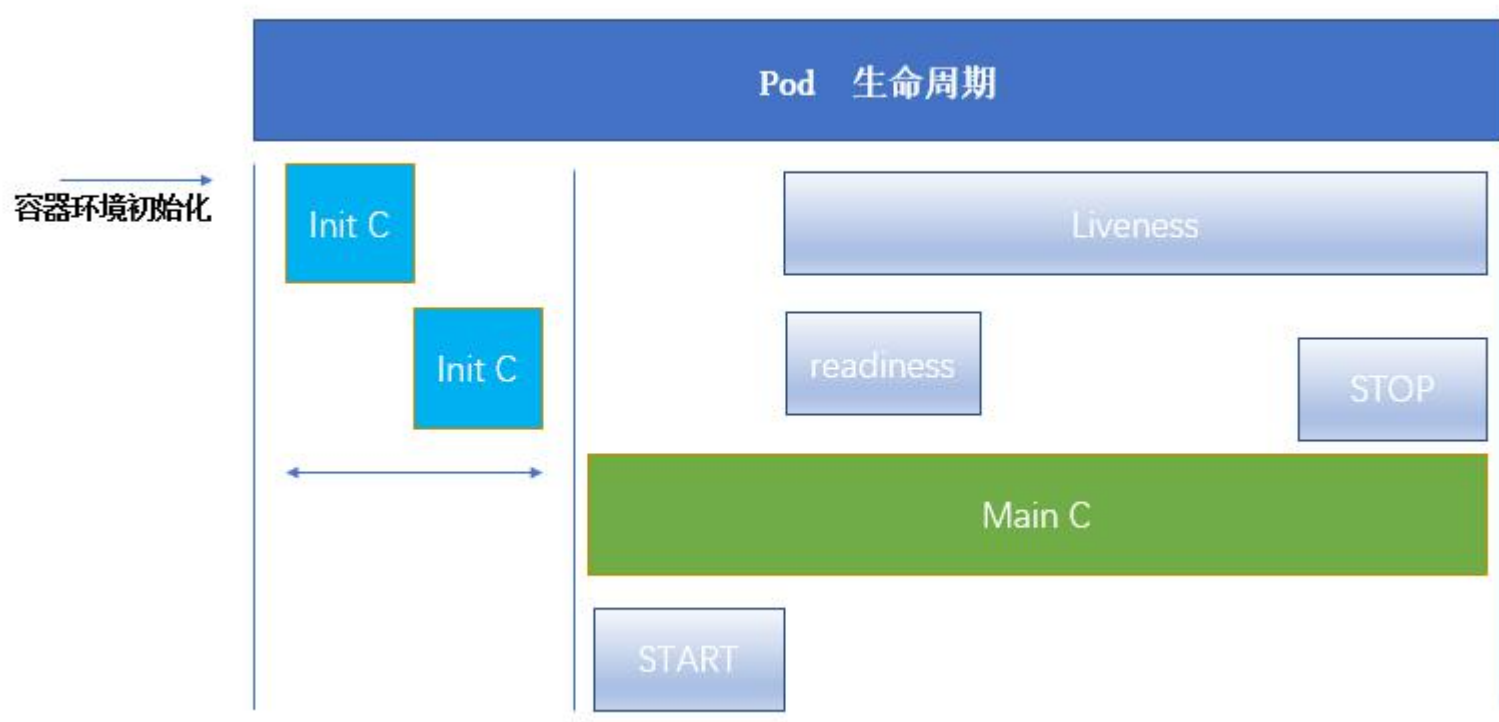 Pod 生命周期
容器环境初始化
Init C
Liveness
Init C
readiness
STOP
Main C
START